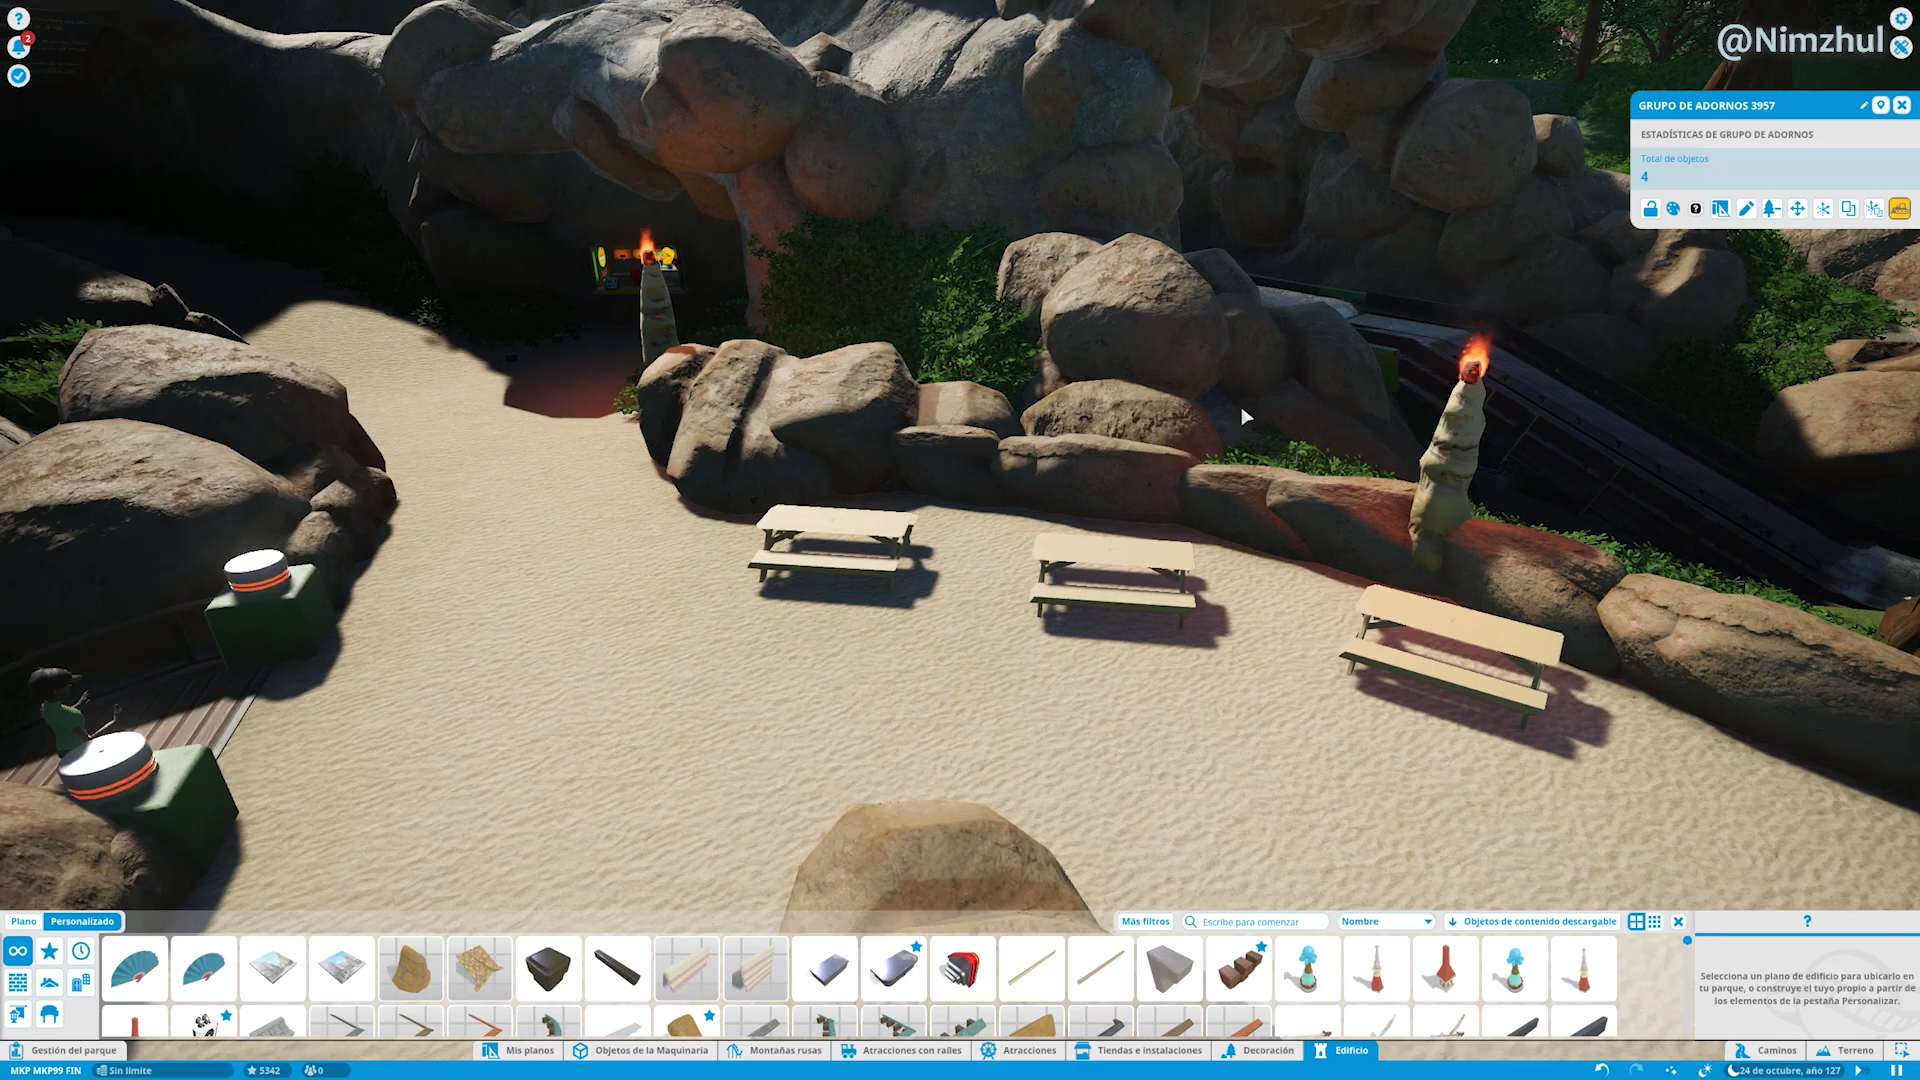 ?
2
@Nimzhul
GRUPO DE ADORNOS 3957
ESTADÍSTICAS DE GRUPO DE ADORNOS
Total de objetos
4
?
Plano
Personalizado
Más filtros
Escribe para comenzar
Nombre
Objetos de contenido descargable
?
Selecciona un plano de edificio para ubicarlo en
tu parque, o construye el tuyo propio a partir de
los elementos de la pestaña Personalizar.
Gestión del parque
Mis planos
Objetos de la Maquinaria
Montañas rusas
Atracciones con raíles
Atracciones
Tiendas e instalaciones
Decoración
Edificio
Caminos
Terreno
MKP MKP99 FIN
Sin límite
5342
0
24 de octubre, año 127